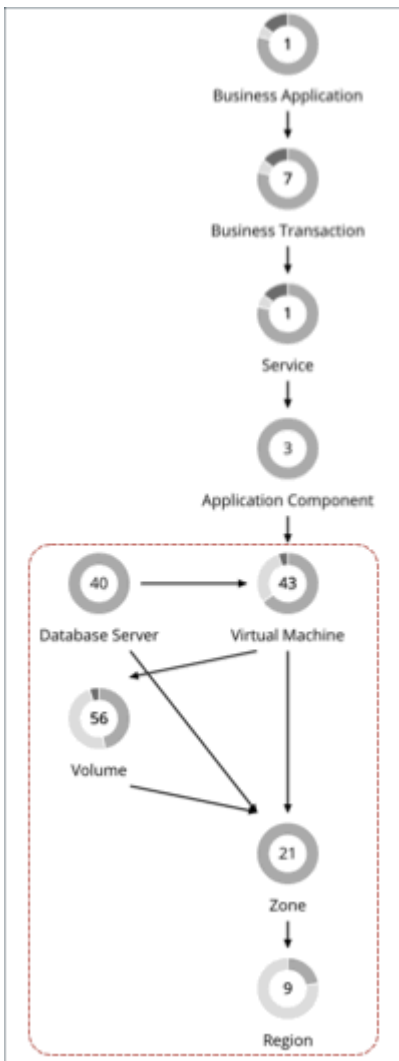 1
Business Application
7
Business Transaction
1
Service
3
Application Component
40
Database Server
43
Virtual Machine
56
Volume
21
Zone
9
Region